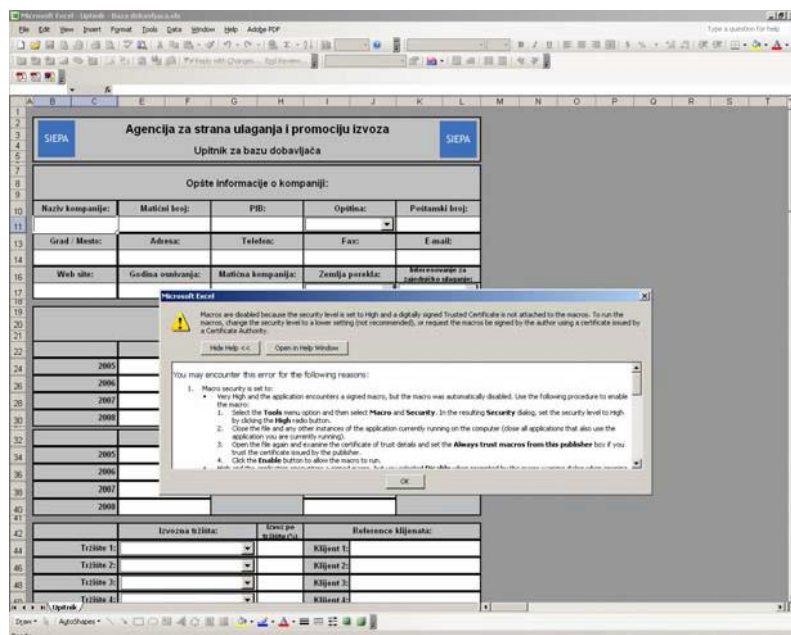 Microsoft Excel - Upitnik - Baza dobavljaca.xls
File Edit View Insert Format Tools Data Window Help Adobe PDF
Type a question for help
Reply with Changes... End Review...
fx
A B C E F G H I J K L M N O P Q R S T
SIEPA
Agencija za strana ulaganja i promociju izvoza
SIEPA
Upitnik za bazu dobavljača
Opšte informacije o kompaniji:
Naziv kompanije: Matični broj: PIB: Opština: Poštanski broj:
Grad / Mesto: Adresa: Telefon: Fax: E-mail:
Web site: Godina osnivanja: Matična kompanija: Zemlja porekla: Interesovanje za zajedničko ulaganje:
Microsoft Excel
Macros are disabled because the security level is set to High and a digitally signed Trusted Certificate is not attached to the macros. To run the
macros, change the security level to a lower setting (not recommended), or request the macros be signed by the author using a certificate issued by
a Certificate Authority.
Hide Help << Open in Help Window
You may encounter this error for the following reasons:
1. Macro security is set to:
• Very High and the application encounters a signed macro, but the macro was automatically disabled. Use the following procedure to enable
the macro:
1. Select the Tools menu option and then select Macro and Security. In the resulting Security dialog, set the security level to High
by clicking the High radio button.
2. Close the file and any other instances of the application currently running on the computer (close all applications that also use the
application you are currently running).
3. Open the file again and examine the certificate of trust details and set the Always trust macros from this publisher box if you
trust the certificate issued by the publisher.
4. Click the Enable button to allow the macro to run.
OK
2005
2006
2007
2008
2005
2006
2007
2008
Izvozna tržišta: Izvoz po tržištu (%) Reference klijenata:
Tržište 1: Klijent 1:
Tržište 2: Klijent 2:
Tržište 3: Klijent 3:
Tržište 4: Klijent 4:
Upitnik
Draw AutoShapes